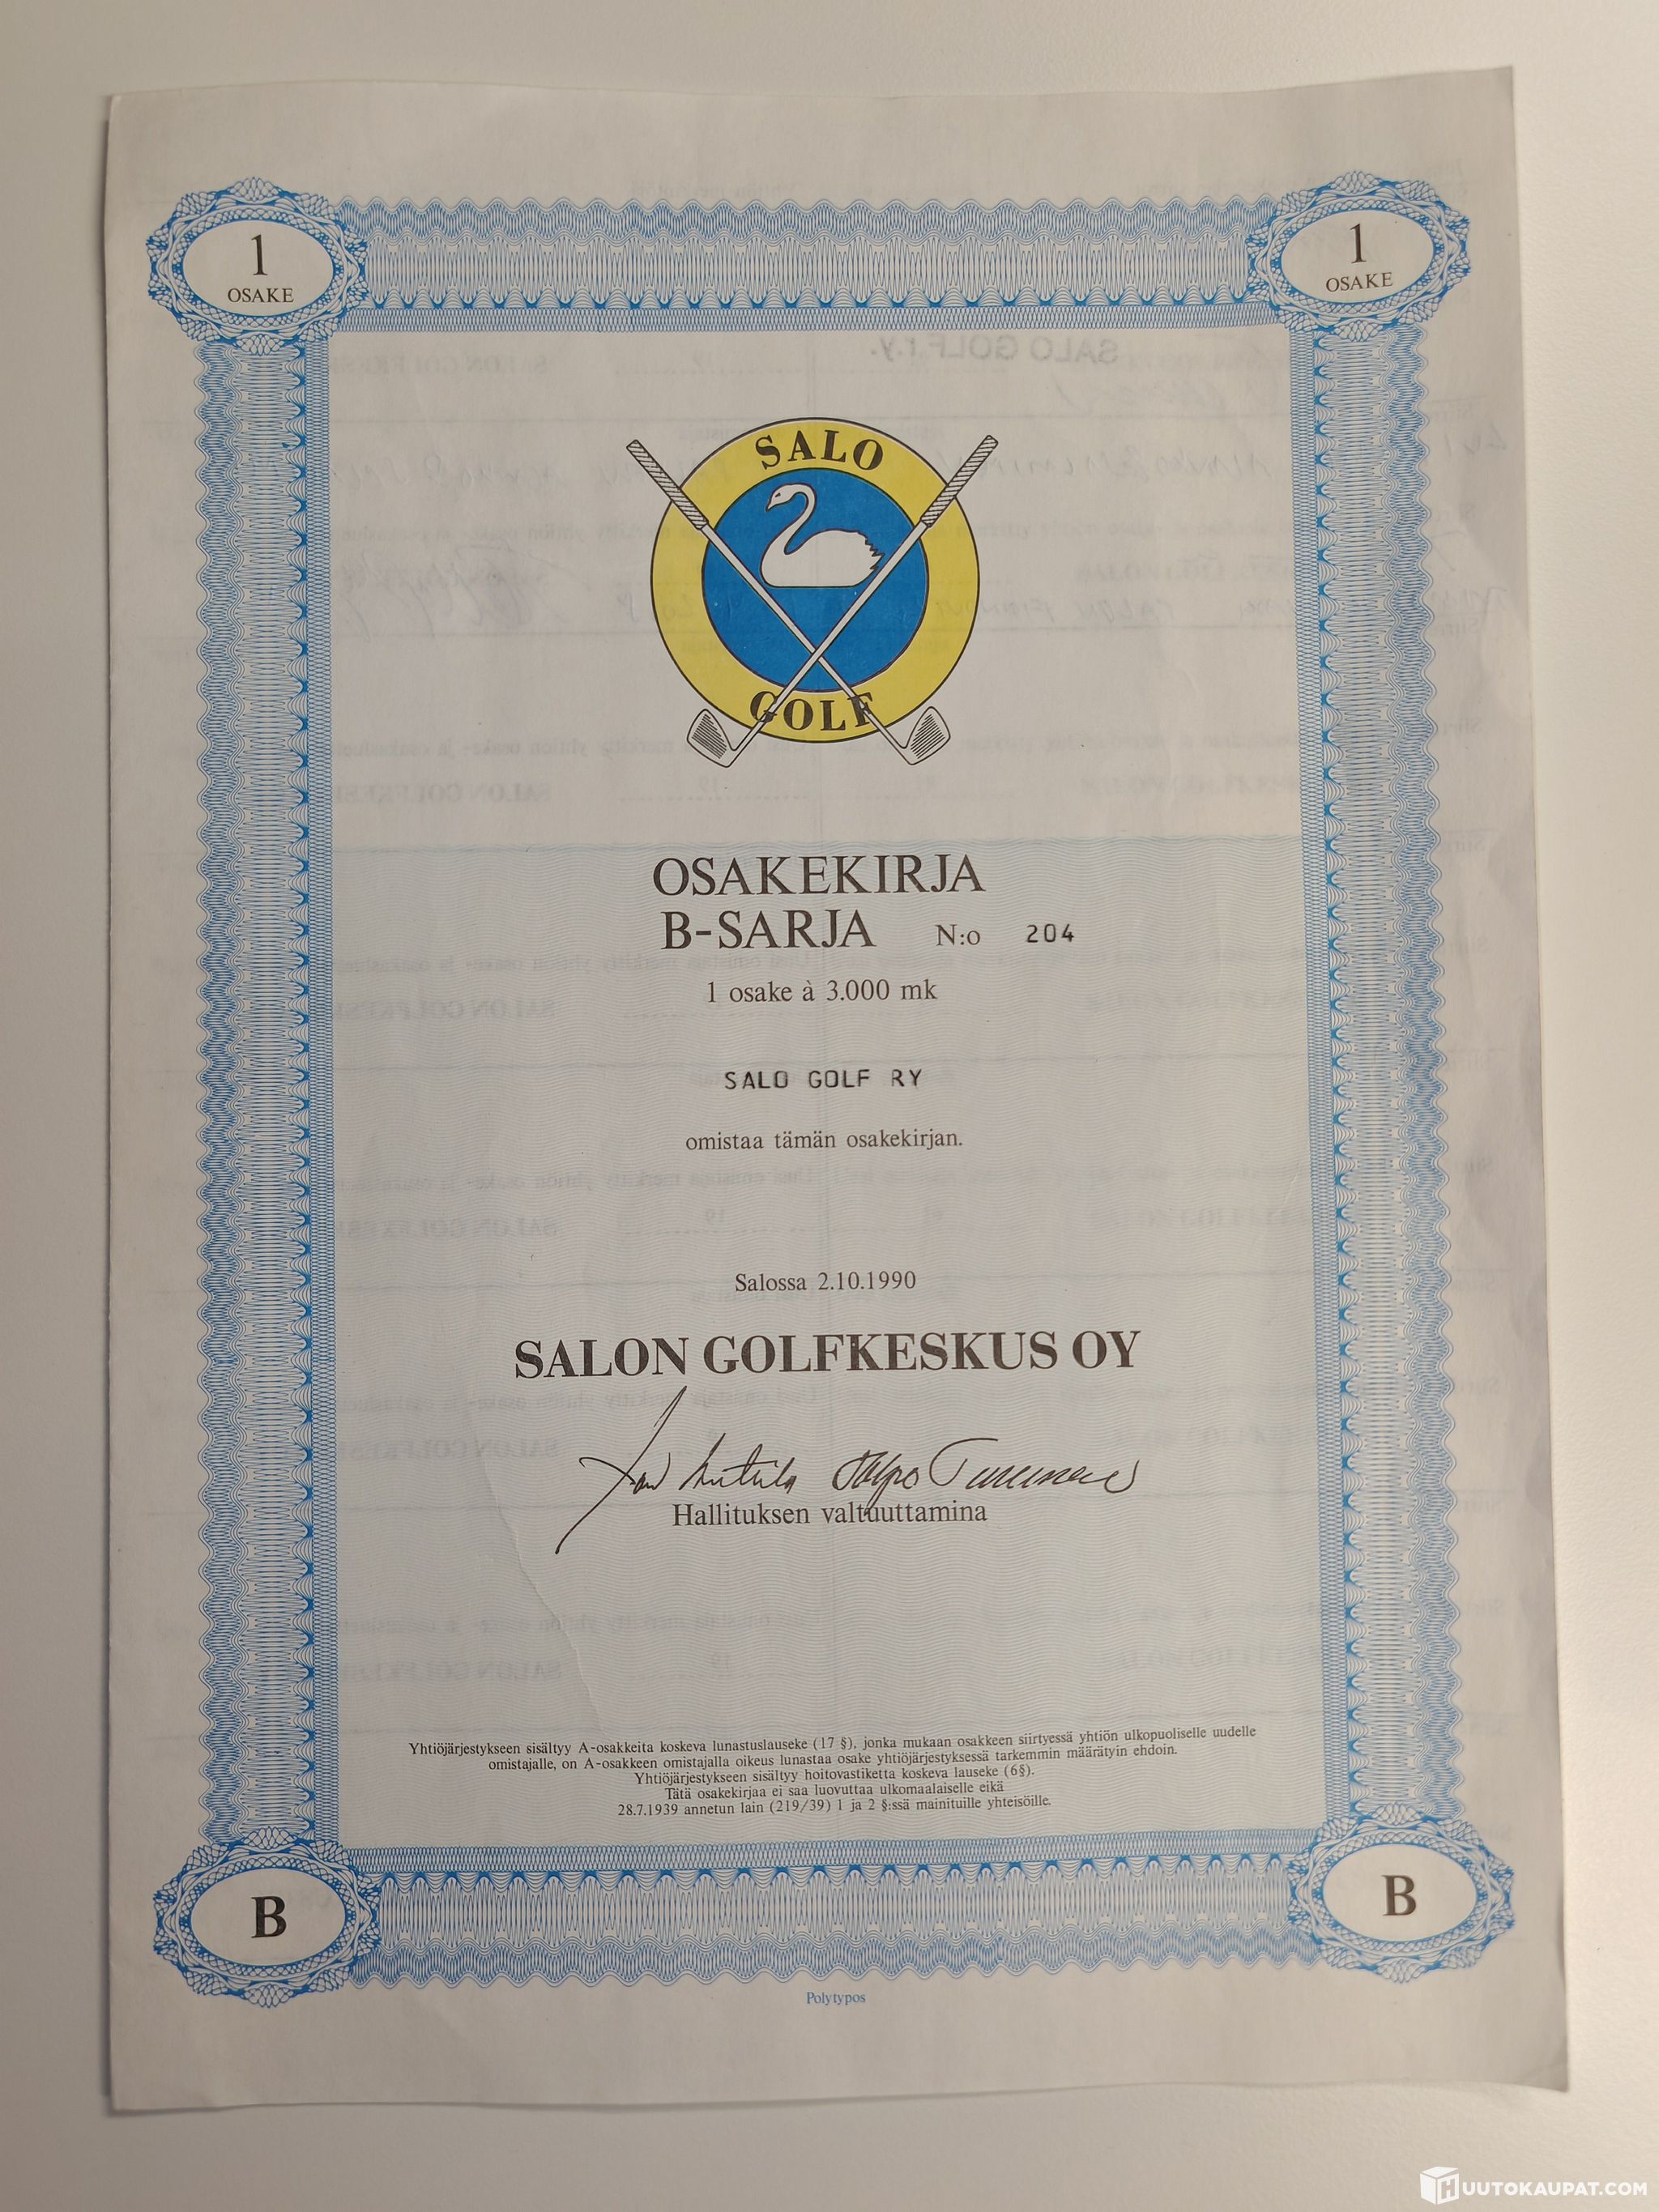 1
OSAKE
1
OSAKE
SALO
GOLF
OSAKEKIRJA
B-SARJA N:o 204
1 osake à 3.000 mk
SALO GOLF RY
omistaa tämän osakekirjan.
Salossa 2.10.1990
SALON GOLFKESKUS OY
Hallituksen valtuuttamina
Yhtiöjärjestykseen sisältyy A-osakkeita koskeva lunastuslauseke (17 §), jonka mukaan osakkeen siirtyessä yhtiön ulkopuoliselle uudelle
omistajalle, on A-osakkeen omistajalla oikeus lunastaa osake yhtiöjärjestyksessä tarkemmin määrätyin ehdoin.
Yhtiöjärjestykseen sisältyy hoitovastiketta koskeva lauseke (6§).
Tätä osakekirjaa ei saa luovuttaa ulkomaalaiselle eikä
28.7.1939 annetun lain (219/39) 1 ja 2 §:ssä mainituille yhteisöille.
B
B
Polytypos
HUUTOKAUPAT.COM